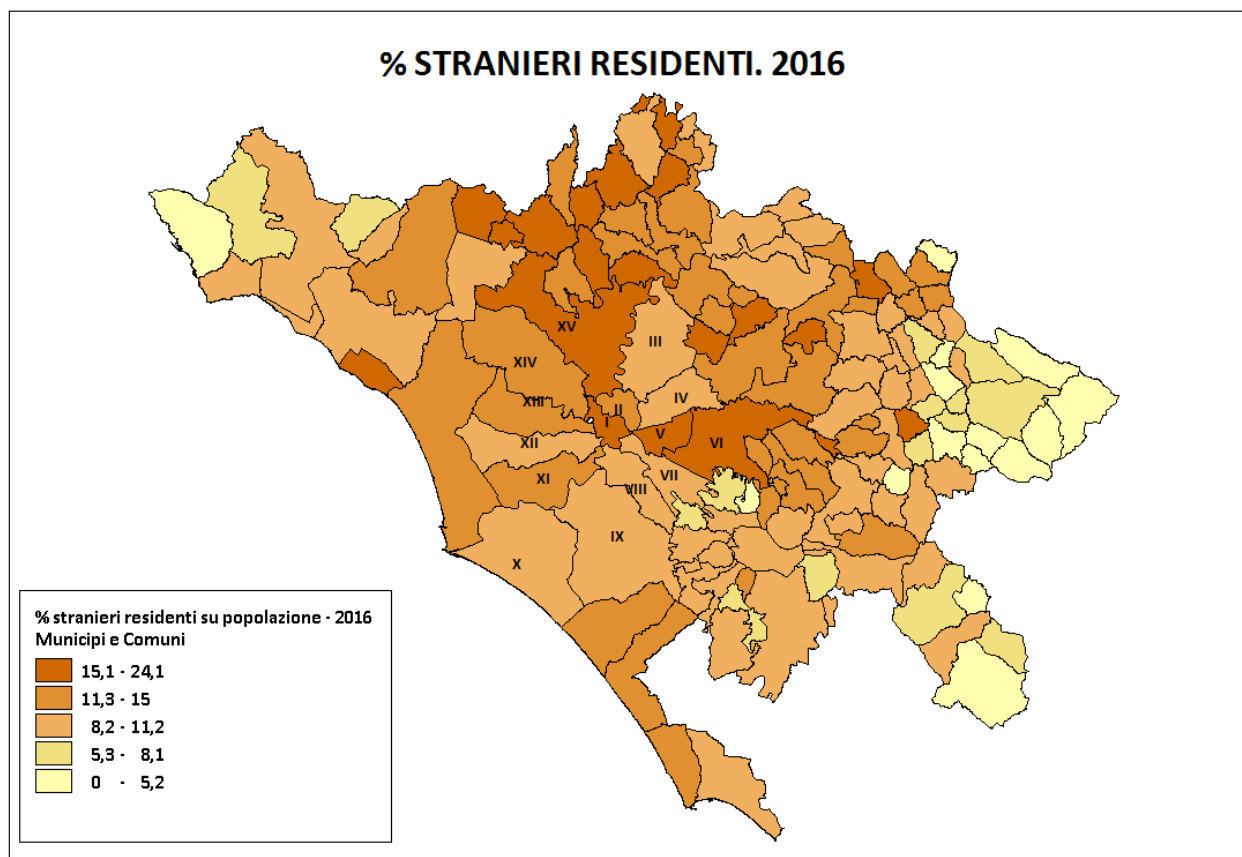 % STRANIERI RESIDENTI. 2016
XV
III
XIV
IV
XIII
II
I
V
VI
XII
VII
XI
VIII
IX
X
% stranieri residenti su popolazione - 2016
Municipi e Comuni
15,1 - 24,1
11,3 - 15
8,2 - 11,2
5,3 - 8,1
0 - 5,2